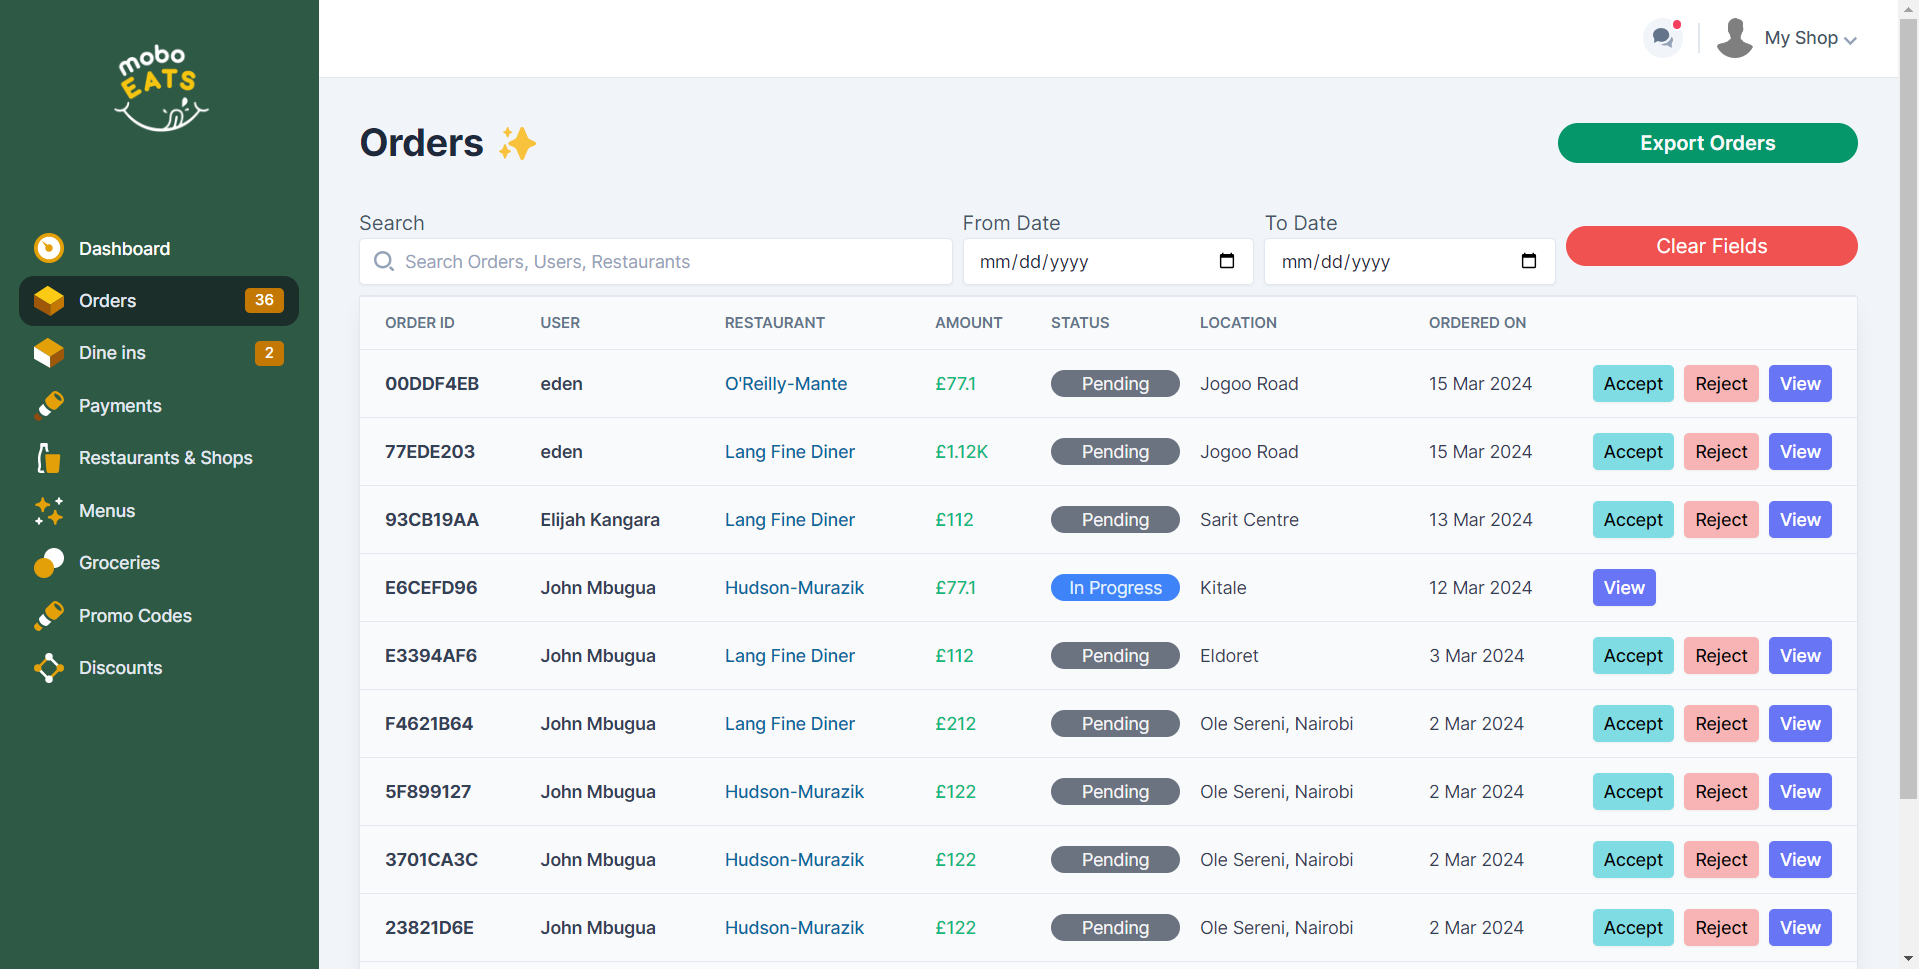 mobo
EATS
My Shop
Orders
Export Orders
Search
From Date
To Date
Search Orders, Users, Restaurants
mm/dd/yyyy
mm/dd/yyyy
Clear Fields
Dashboard
Orders 36
Dine ins 2
Payments
Restaurants & Shops
Menus
Groceries
Promo Codes
Discounts
ORDER ID USER RESTAURANT AMOUNT STATUS LOCATION ORDERED ON
00DDF4EB eden O'Reilly-Mante £77.1 Pending Jogoo Road 15 Mar 2024 Accept Reject View
77EDE203 eden Lang Fine Diner £1.12K Pending Jogoo Road 15 Mar 2024 Accept Reject View
93CB19AA Elijah Kangara Lang Fine Diner £112 Pending Sarit Centre 13 Mar 2024 Accept Reject View
E6CEFD96 John Mbugua Hudson-Murazik £77.1 In Progress Kitale 12 Mar 2024 View
E3394AF6 John Mbugua Lang Fine Diner £112 Pending Eldoret 3 Mar 2024 Accept Reject View
F4621B64 John Mbugua Lang Fine Diner £212 Pending Ole Sereni, Nairobi 2 Mar 2024 Accept Reject View
5F899127 John Mbugua Hudson-Murazik £122 Pending Ole Sereni, Nairobi 2 Mar 2024 Accept Reject View
3701CA3C John Mbugua Hudson-Murazik £122 Pending Ole Sereni, Nairobi 2 Mar 2024 Accept Reject View
23821D6E John Mbugua Hudson-Murazik £122 Pending Ole Sereni, Nairobi 2 Mar 2024 Accept Reject View